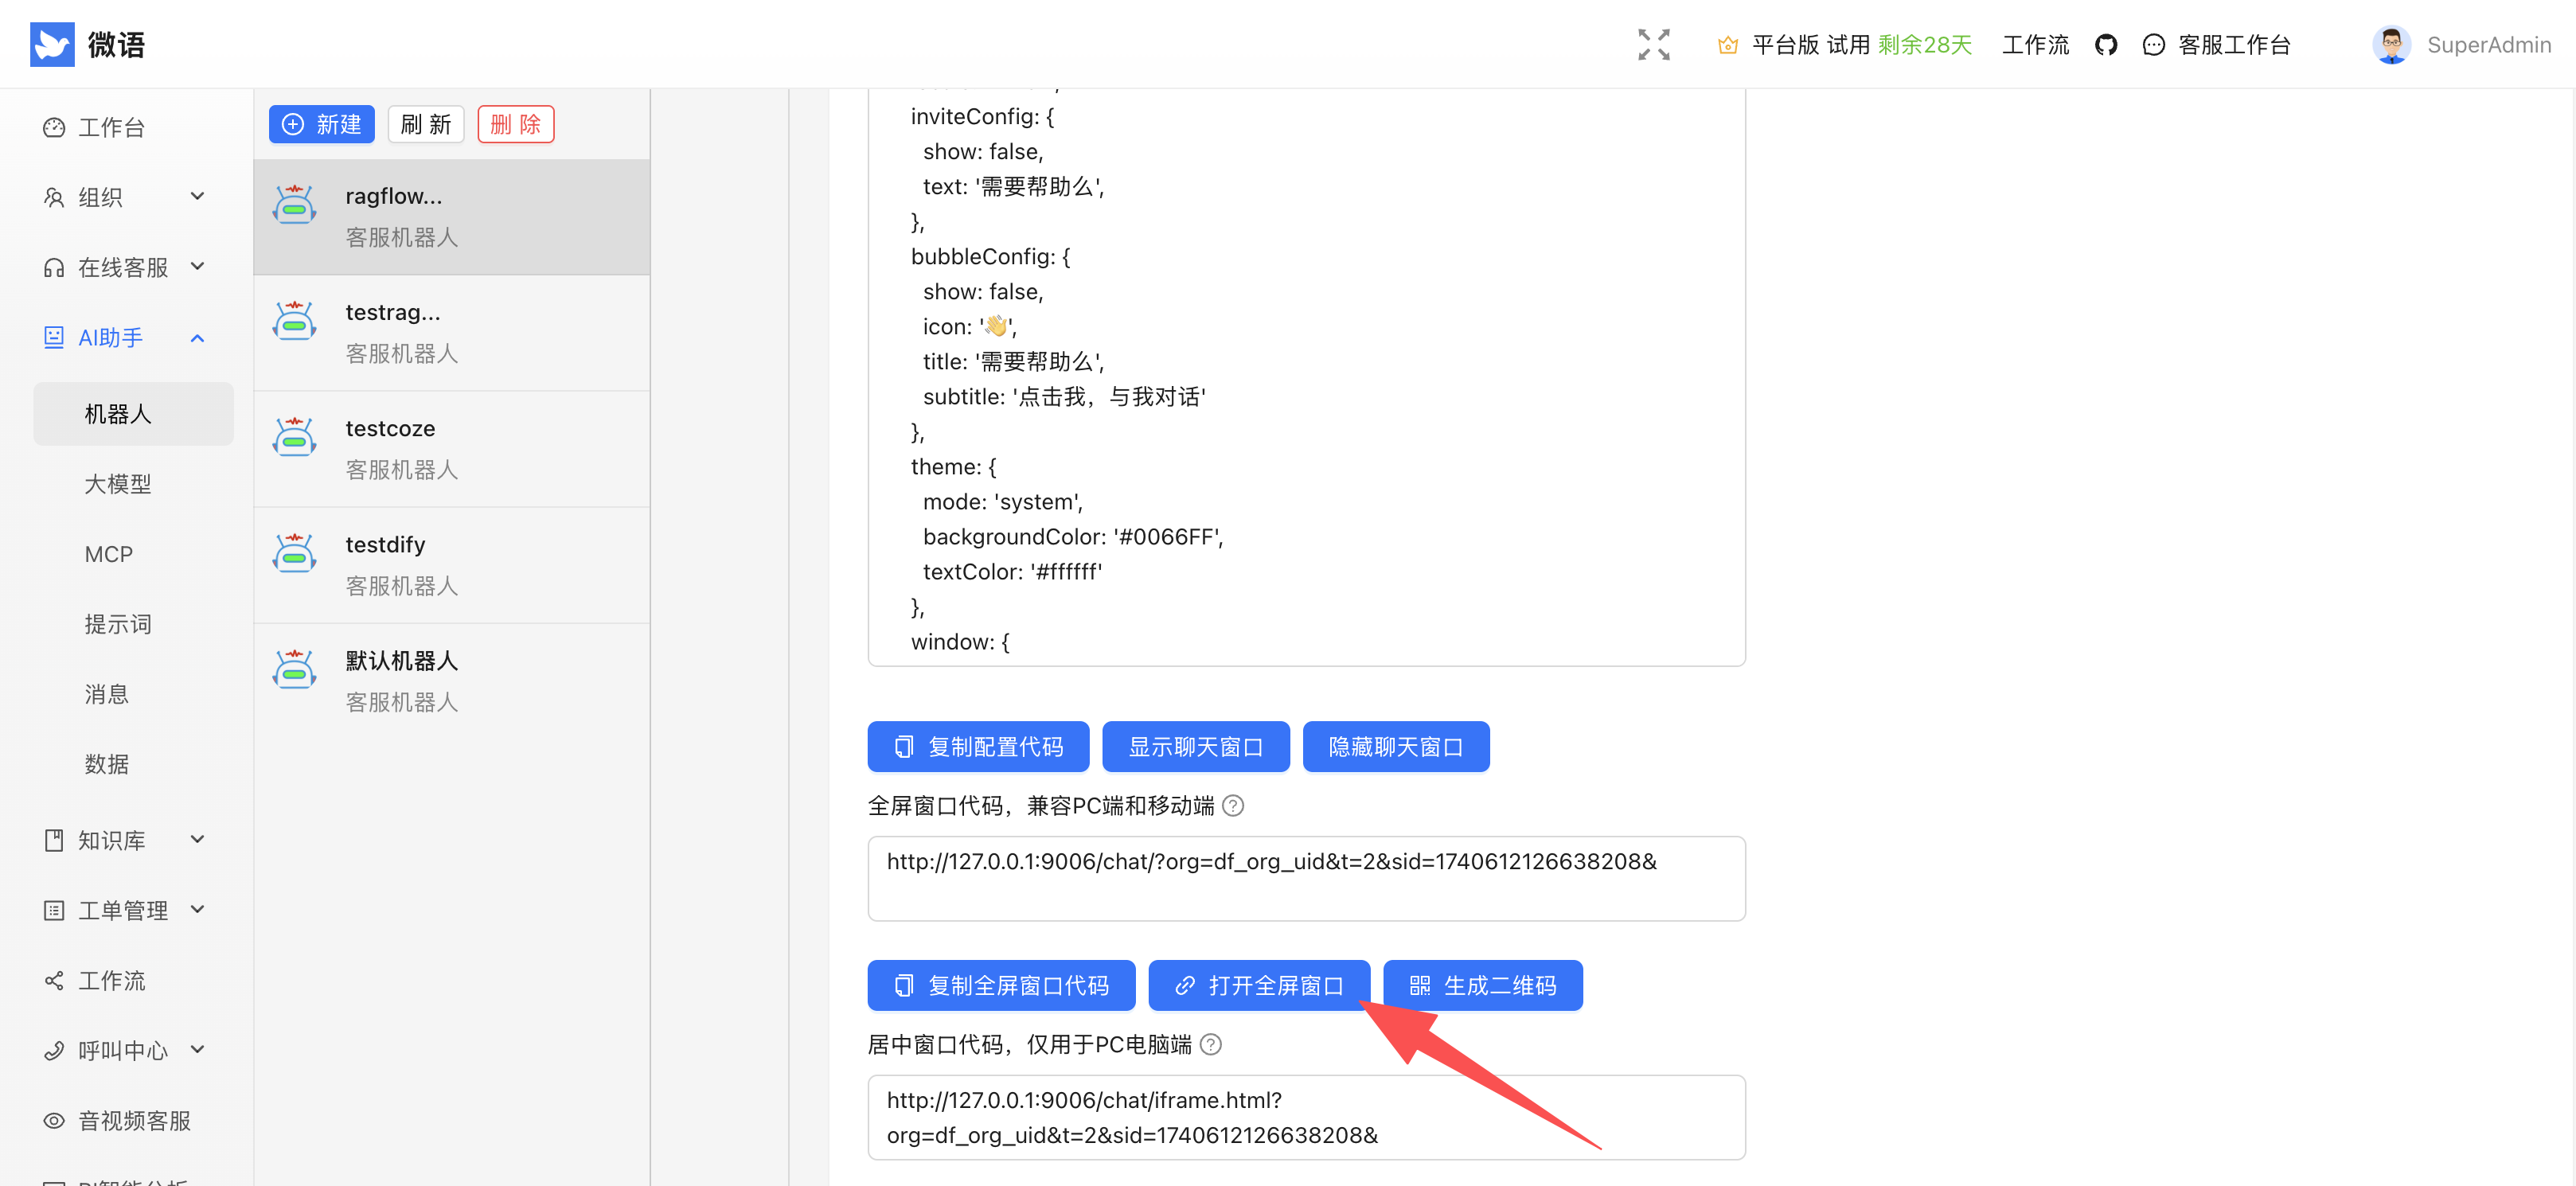 微语
平台版 试用 剩余28天
工作流
客服工作台
SuperAdmin
工作台
组织
在线客服
AI助手
机器人
大模型
MCP
提示词
消息
数据
知识库
工单管理
工作流
呼叫中心
音视频客服
新建
刷 新
删 除
ragflow...
客服机器人
testrag...
客服机器人
testcoze
客服机器人
testdify
客服机器人
默认机器人
客服机器人
inviteConfig: {
show: false,
text: '需要帮助么',
},
bubbleConfig: {
show: false,
icon: '👋',
title: '需要帮助么',
subtitle: '点击我，与我对话'
},
theme: {
mode: 'system',
backgroundColor: '#0066FF',
textColor: '#ffffff'
},
window: {
复制配置代码
显示聊天窗口
隐藏聊天窗口
全屏窗口代码，兼容PC端和移动端
http://127.0.0.1:9006/chat/?org=df_org_uid&t=2&sid=1740612126638208&
复制全屏窗口代码
打开全屏窗口
生成二维码
居中窗口代码，仅用于PC电脑端
http://127.0.0.1:9006/chat/iframe.html?
org=df_org_uid&t=2&sid=1740612126638208&